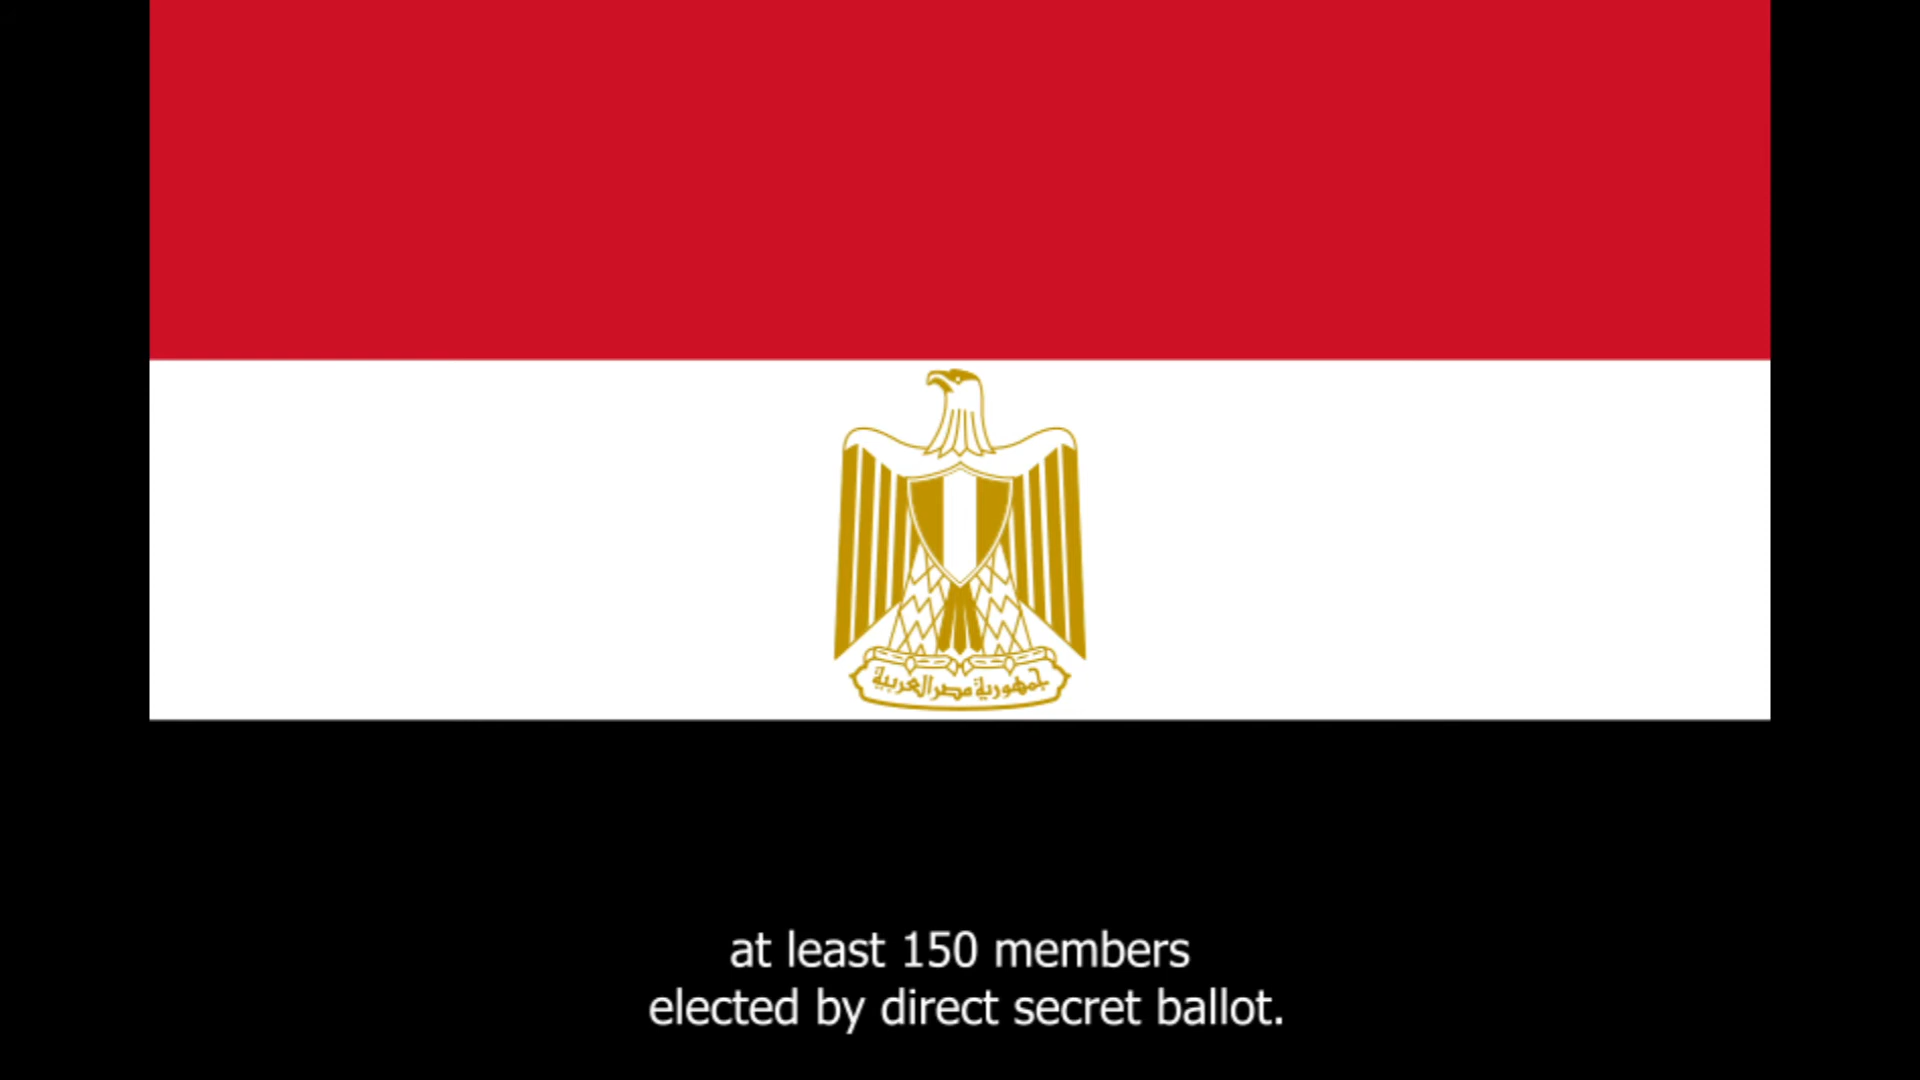 جمهورية مصر العربية
at least 150 members
elected by direct secret ballot.